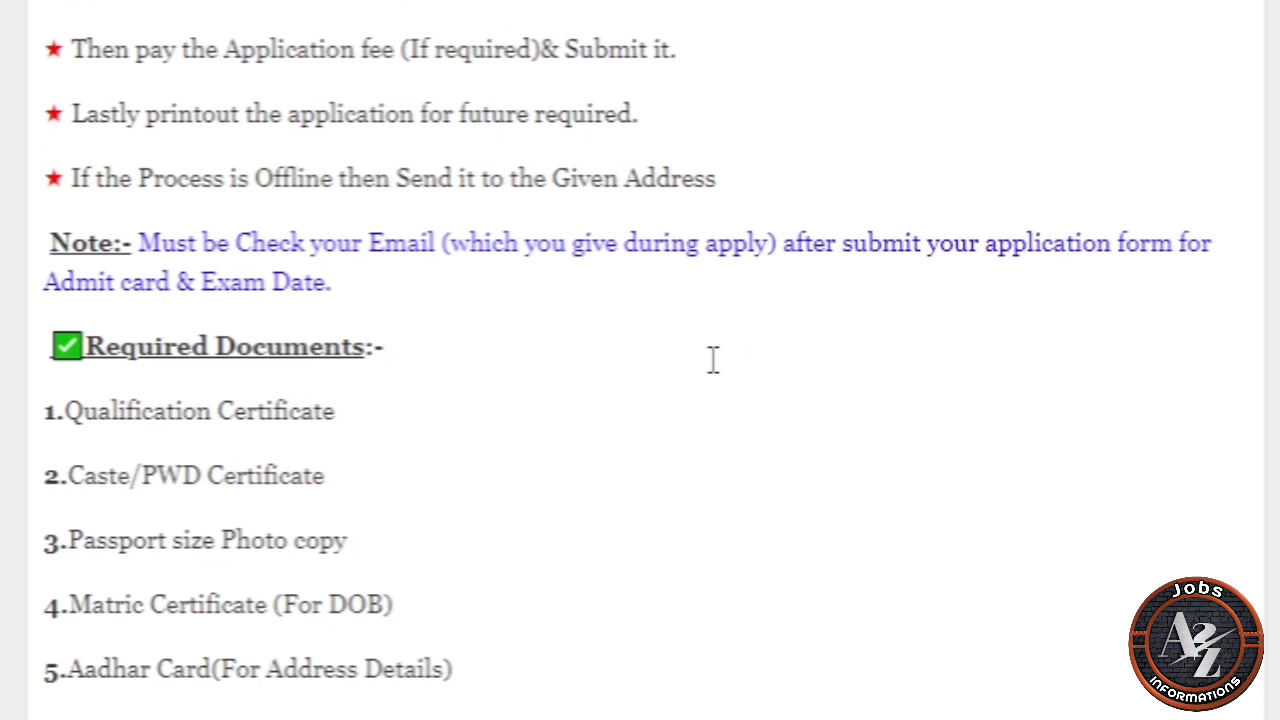 ★ Then pay the Application fee (If required)& Submit it.
★ Lastly printout the application for future required.
★ If the Process is Offline then Send it to the Given Address
Note:- Must be Check your Email (which you give during apply) after submit your application form for
Admit card & Exam Date.
✅Required Documents:-
1.Qualification Certificate
2.Caste/PWD Certificate
3.Passport size Photo copy
4.Matric Certificate (For DOB)
5.Aadhar Card(For Address Details)
Jobs
A2Z
INFORMATIONS